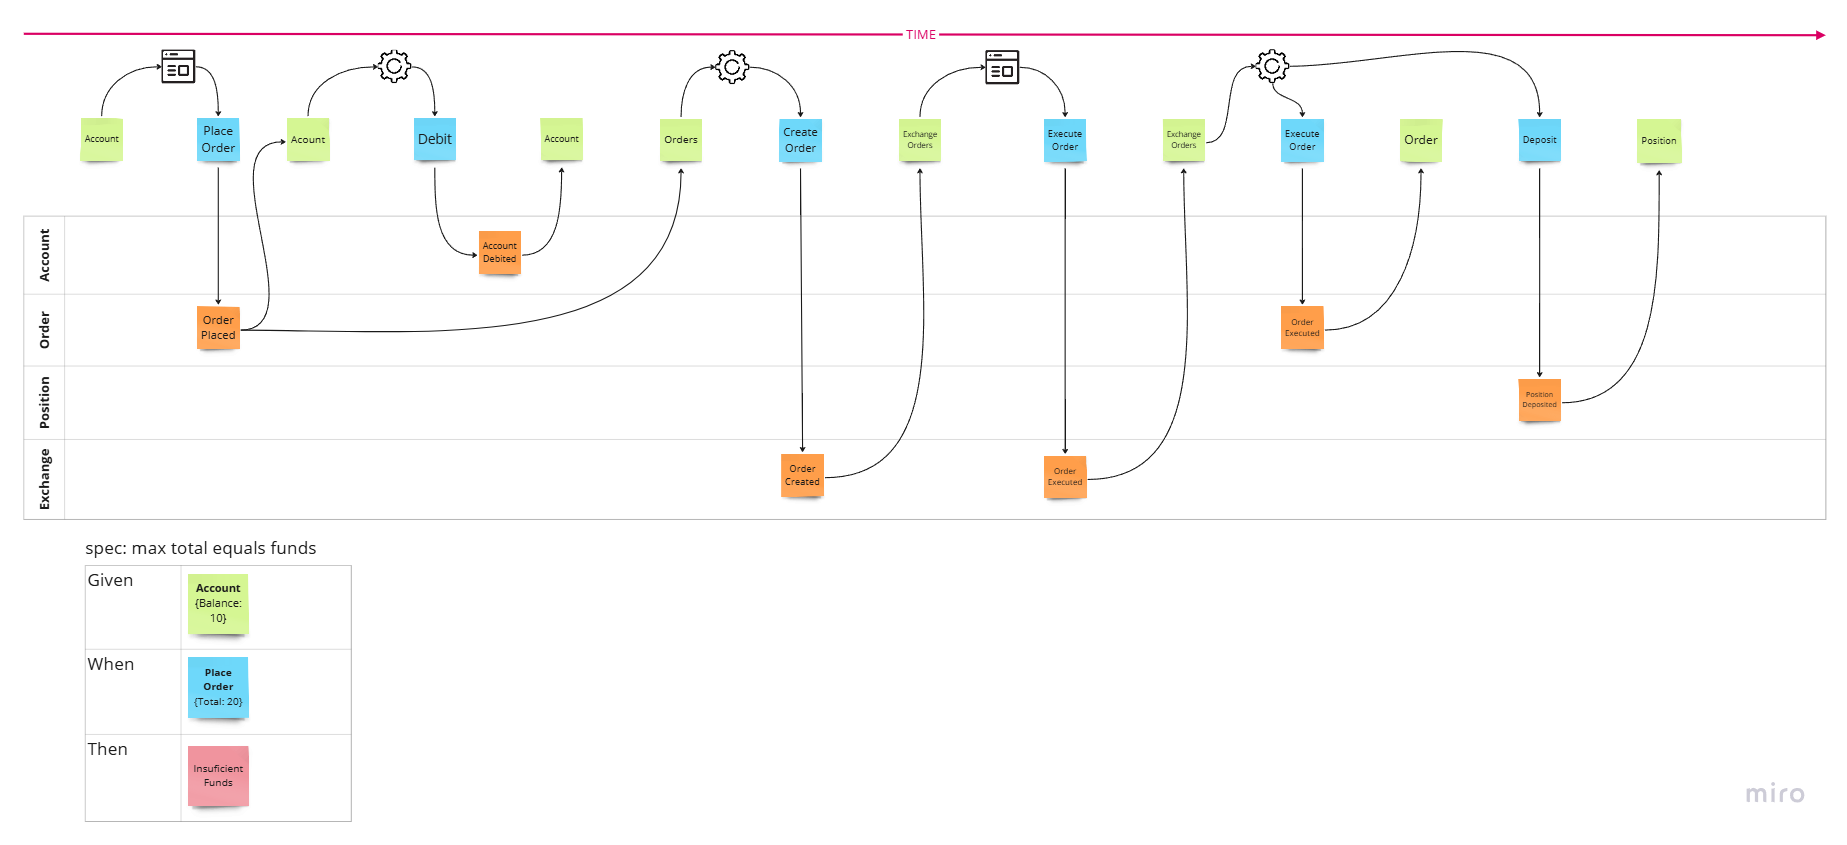 TIME
Account
Place
Order
Acount
Debit
Account
Orders
Create
Order
Exchange
Orders
Execute
Order
Exchange
Orders
Execute
Order
Order
Deposit
Position
Account
Account
Debited
Order
Order
Placed
Order
Executed
Position
Position
Deposited
Exchange
Order
Created
Order
Executed
spec: max total equals funds
Given
Account
{Balance:
10}
When
Place
Order
{Total: 20}
Then
Insuficient
Funds
miro